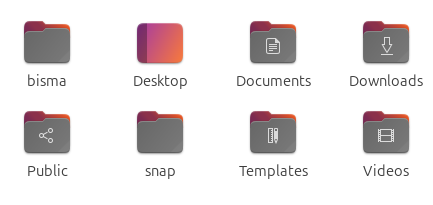 bisma Desktop Documents Downloads
Public snap Templates Videos